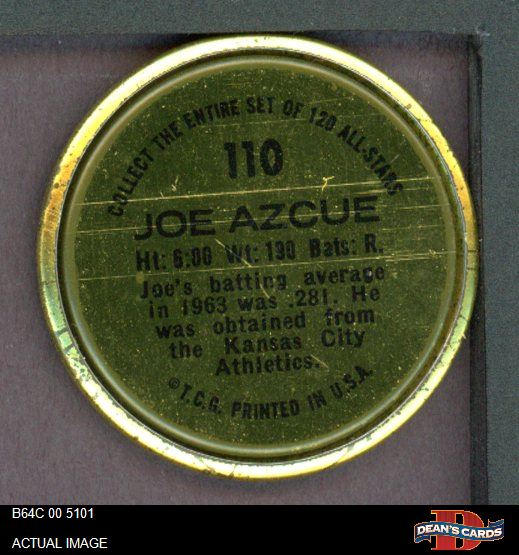 COLLECT THE ENTIRE SET OF 120 ALL-STARS
110
JOE AZCUE
Ht: 6:00 Wt: 190 Bats: R.
Joe's batting average
in 1963 was .281. He
was obtained from
the Kansas City
Athletics.
© T.C.G. PRINTED IN U.S.A.
B64C 00 5101
ACTUAL IMAGE
DEAN'S CARDS